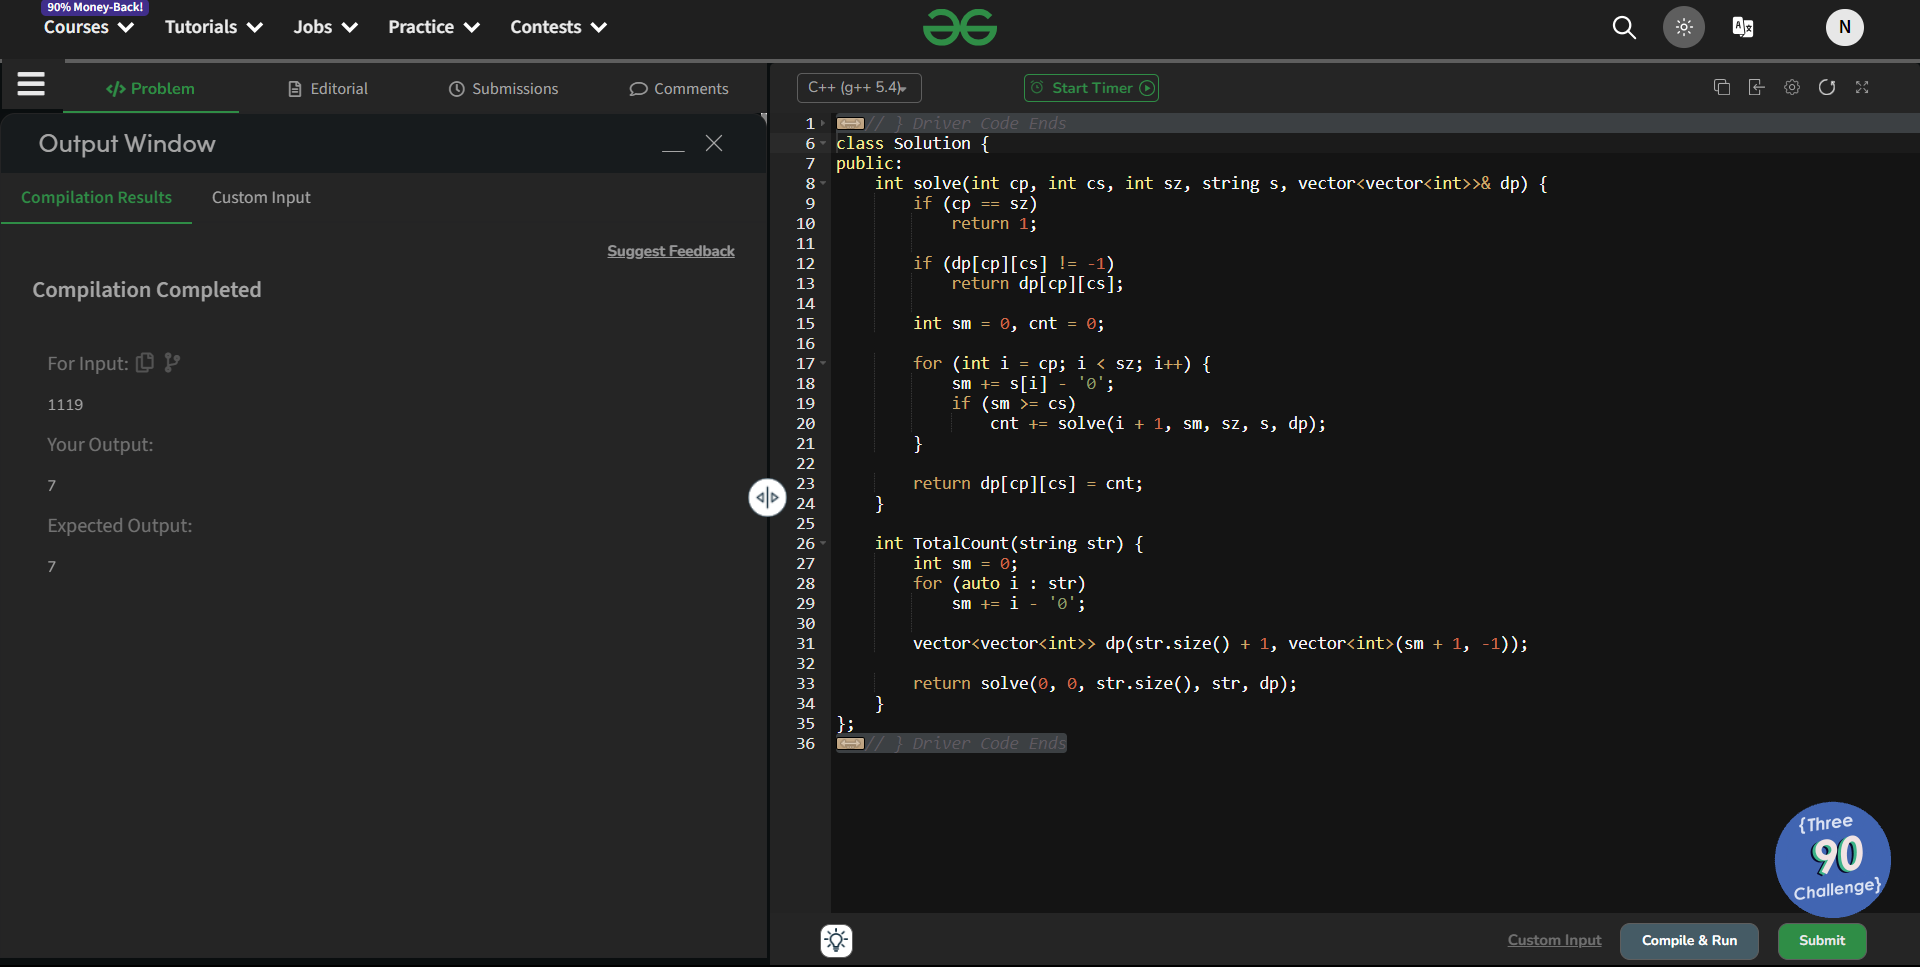 90% Money-Back!
Courses Tutorials Jobs Practice Contests N
Problem Editorial Submissions Comments
Output Window
Compilation Results Custom Input
Suggest Feedback
Compilation Completed
For Input:
1119
Your Output:
7
Expected Output:
7
C++ (g++ 5.4) Start Timer
1 // } Driver Code Ends
6 class Solution {
7 public:
8     int solve(int cp, int cs, int sz, string s, vector<vector<int>>& dp) {
9         if (cp == sz)
10             return 1;
11
12         if (dp[cp][cs] != -1)
13             return dp[cp][cs];
14
15         int sm = 0, cnt = 0;
16
17         for (int i = cp; i < sz; i++) {
18             sm += s[i] - '0';
19             if (sm >= cs)
20                 cnt += solve(i + 1, sm, sz, s, dp);
21         }
22
23         return dp[cp][cs] = cnt;
24     }
25
26     int TotalCount(string str) {
27         int sm = 0;
28         for (auto i : str)
29             sm += i - '0';
30
31         vector<vector<int>> dp(str.size() + 1, vector<int>(sm + 1, -1));
32
33         return solve(0, 0, str.size(), str, dp);
34     }
35 };
36 // } Driver Code Ends
{Three
90
Challenge}
Custom Input Compile & Run Submit